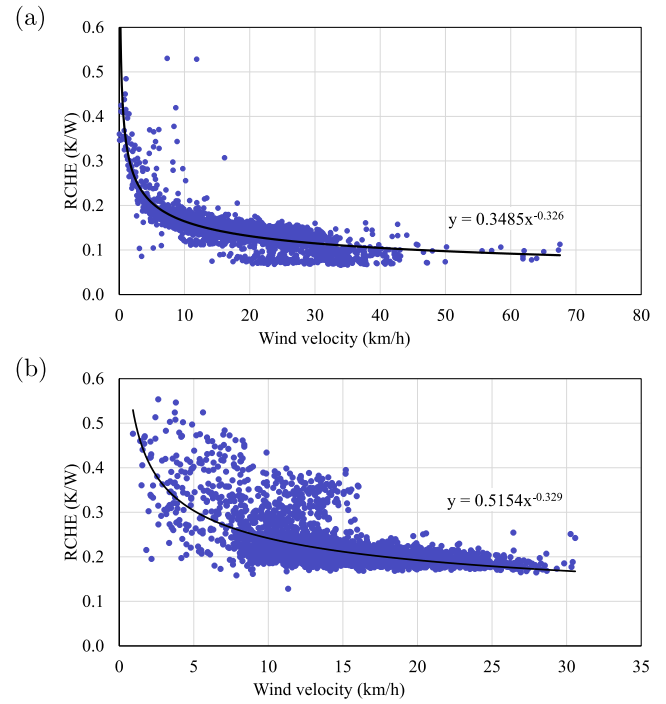 (a)
0.6
0.5
0.4
0.3
0.2
0.1
0.0
RCHE (K/W)
y = 0.3485x^-0.326
0 10 20 30 40 50 60 70 80
Wind velocity (km/h)
(b)
0.6
0.5
0.4
0.3
0.2
0.1
0.0
RCHE (K/W)
y = 0.5154x^-0.329
0 5 10 15 20 25 30 35
Wind velocity (km/h)